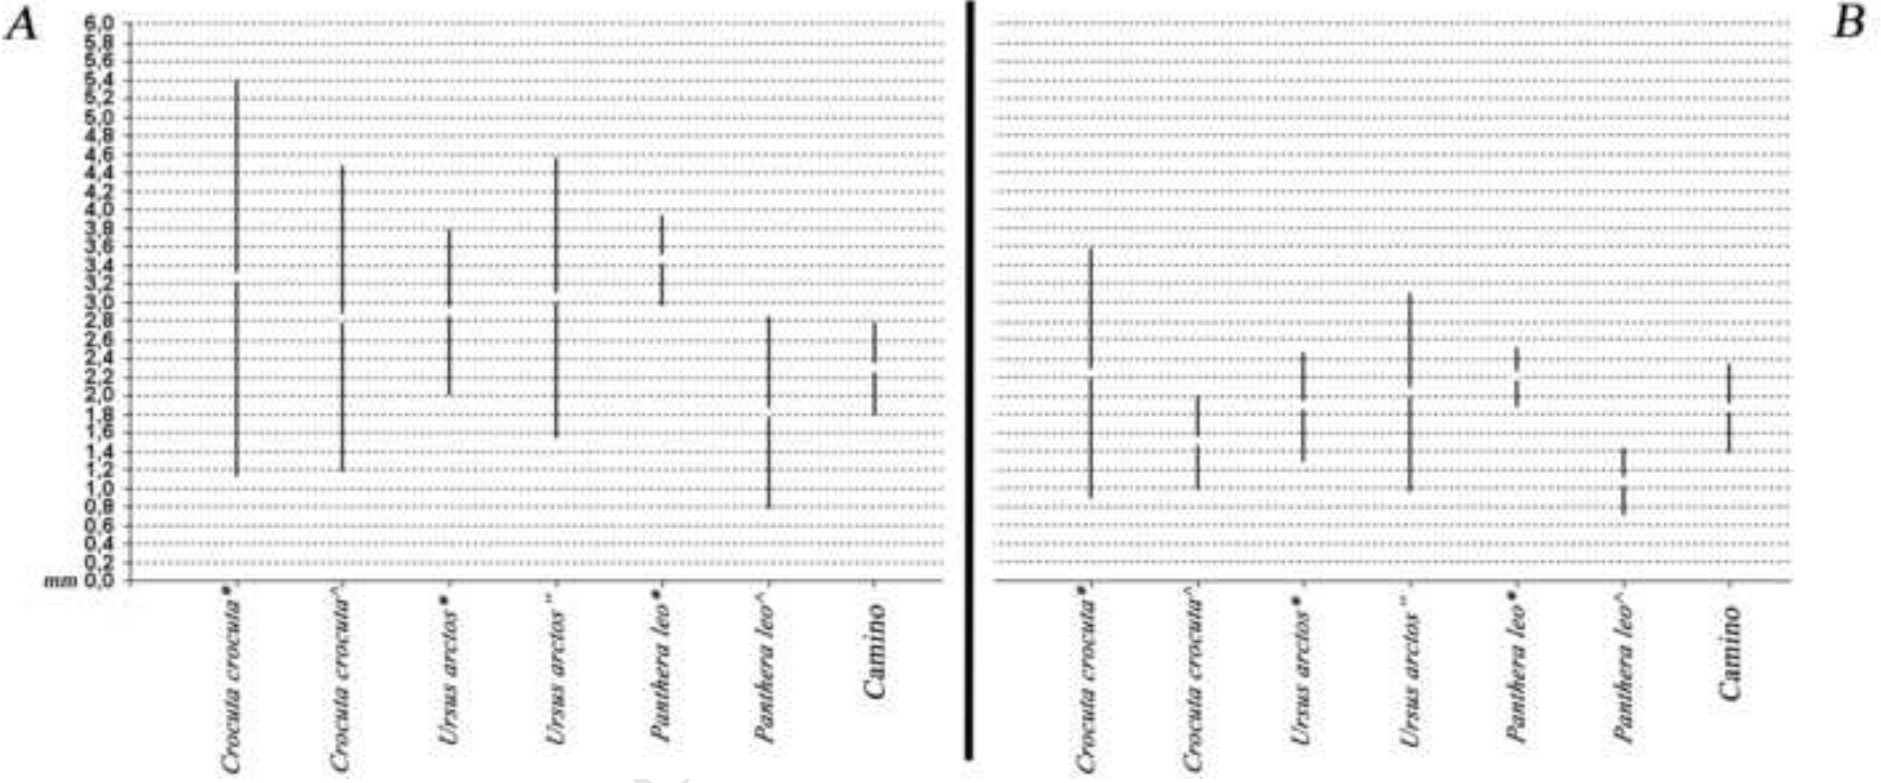 A
B
6,0
5,8
5,6
5,4
5,2
5,0
4,8
4,6
4,4
4,2
4,0
3,8
3,6
3,4
3,2
3,0
2,8
2,6
2,4
2,2
2,0
1,8
1,6
1,4
1,2
1,0
0,8
0,6
0,4
0,2
mm 0,0
Crocuta crocuta*
Crocuta crocuta^
Ursus arctos*
Ursus arctos"
Panthera leo*
Panthera leo^
Camino
Crocuta crocuta*
Crocuta crocuta^
Ursus arctos*
Ursus arctos"
Panthera leo*
Panthera leo^
Camino